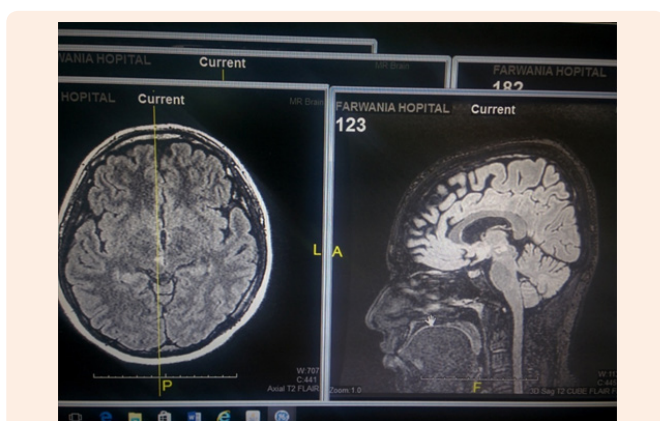 WANIA HOPITAL Current MR Brain
FARWANIA HOPITAL
182
HOPITAL Current MR Brain
FARWANIA HOPITAL Current
123
L A
W:707
C:441
P Axial T2 FLAIR
Zoom:1.0 F 3D Sag T2 CUBE FLAIR F